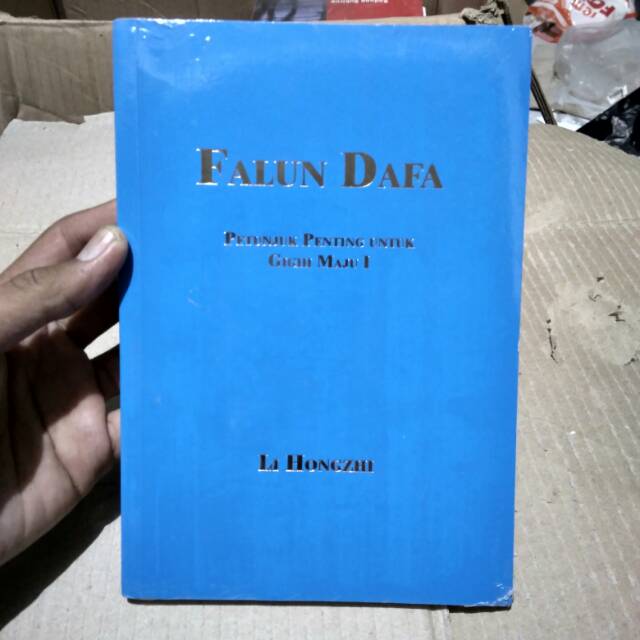 FALUN DAFA
PETUNJUK PENTING UNTUK
GIGIH MAJU I
LI HONGZHI